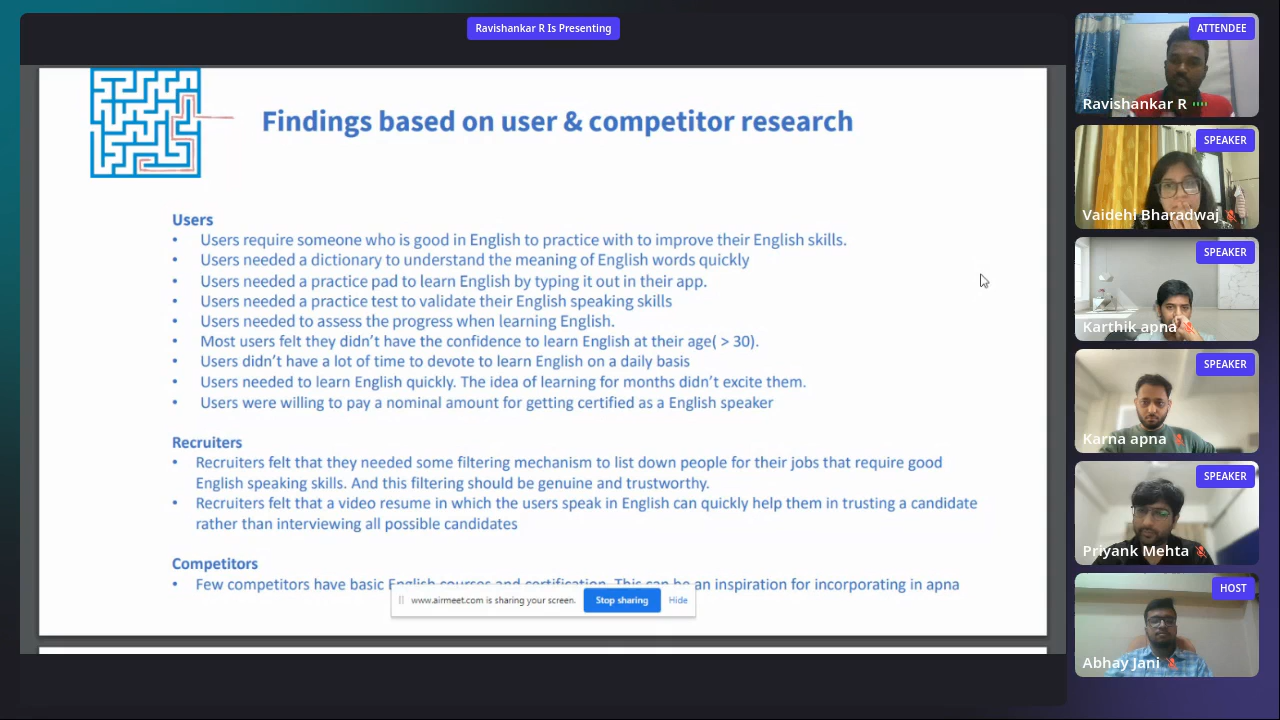 Ravishankar R Is Presenting
Findings based on user & competitor research
Users
• Users require someone who is good in English to practice with to improve their English skills.
• Users needed a dictionary to understand the meaning of English words quickly
• Users needed a practice pad to learn English by typing it out in their app.
• Users needed a practice test to validate their English speaking skills
• Users needed to assess the progress when learning English.
• Most users felt they didn't have the confidence to learn English at their age( > 30).
• Users didn't have a lot of time to devote to learn English on a daily basis
• Users needed to learn English quickly. The idea of learning for months didn't excite them.
• Users were willing to pay a nominal amount for getting certified as a English speaker
Recruiters
• Recruiters felt that they needed some filtering mechanism to list down people for their jobs that require good
English speaking skills. And this filtering should be genuine and trustworthy.
• Recruiters felt that a video resume in which the users speak in English can quickly help them in trusting a candidate
rather than interviewing all possible candidates
Competitors
• Few competitors have basic English courses and certification. This can be an inspiration for incorporating in apna
www.airmeet.com is sharing your screen. Stop sharing Hide
ATTENDEE
Ravishankar R
SPEAKER
Vaidehi Bharadwaj
SPEAKER
Karthik apna
SPEAKER
Karna apna
SPEAKER
Priyank Mehta
HOST
Abhay Jani